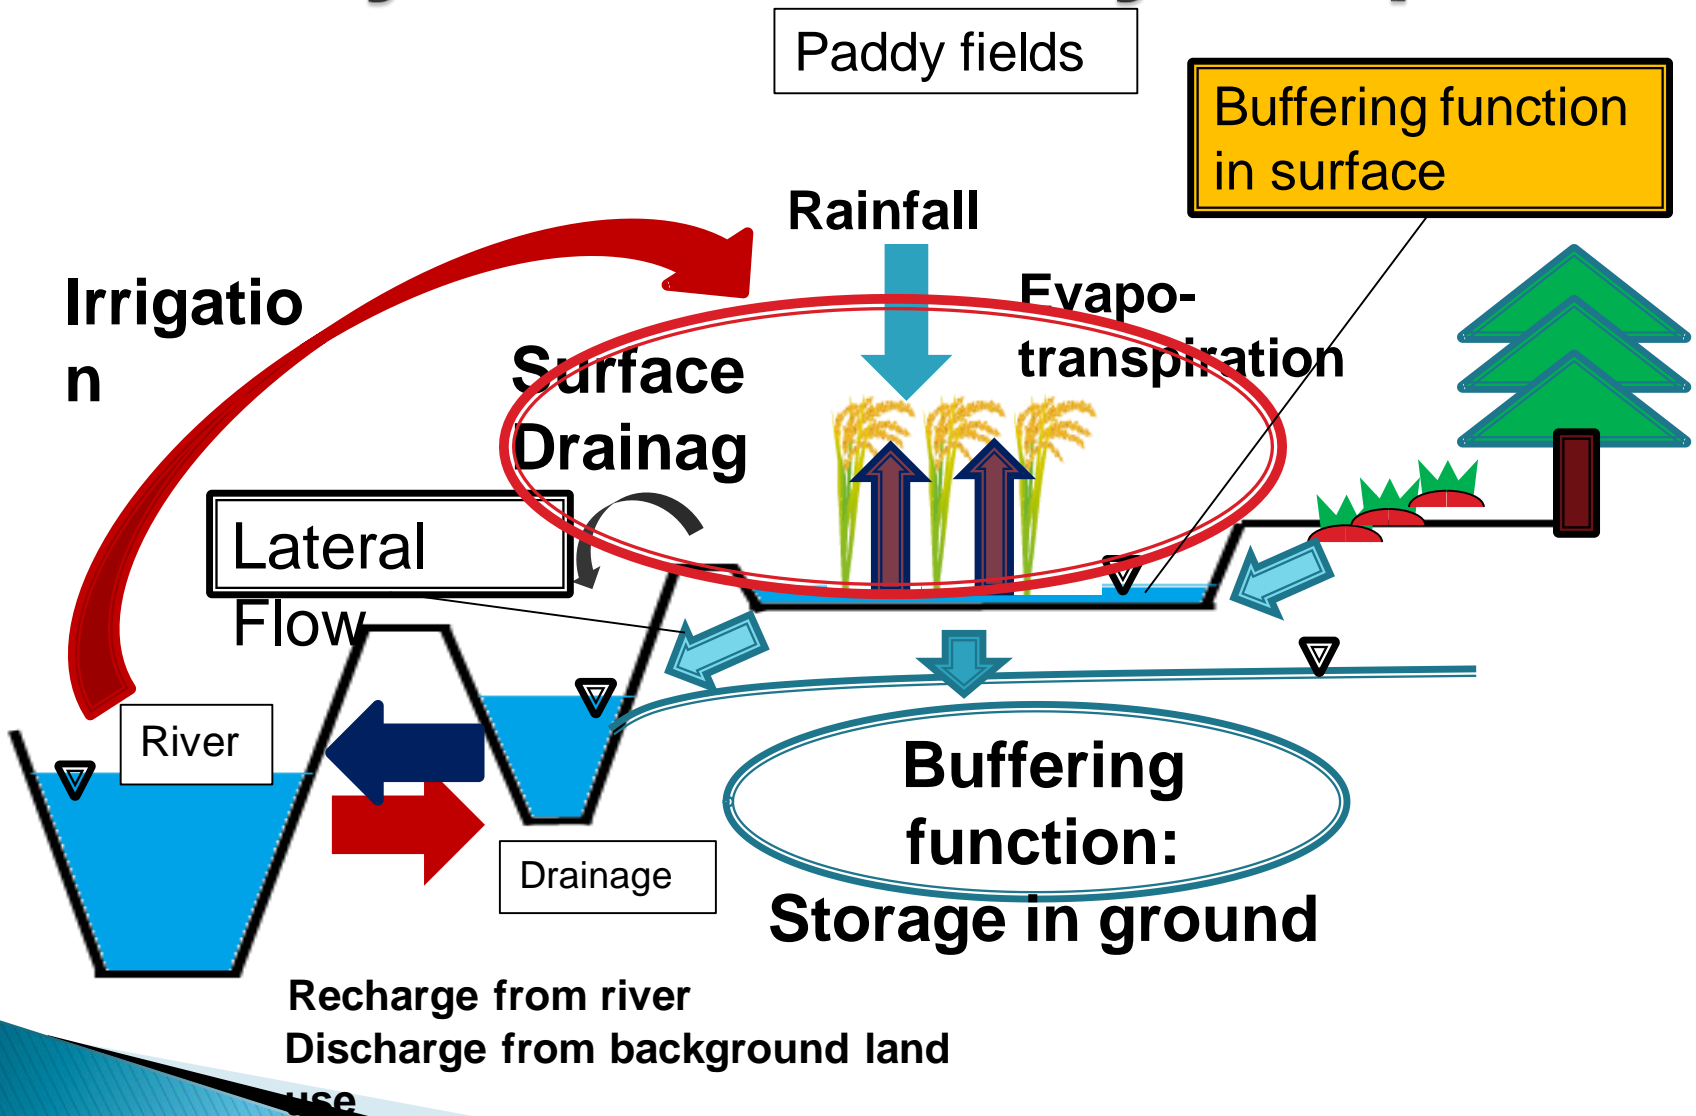 Paddy fields
Buffering function
in surface
Rainfall
Irrigatio
n
Evapo-
transpiration
Surface
Drainag
Lateral
Flow
River
Drainage
Buffering
function:
Storage in ground
Recharge from river
Discharge from background land
use